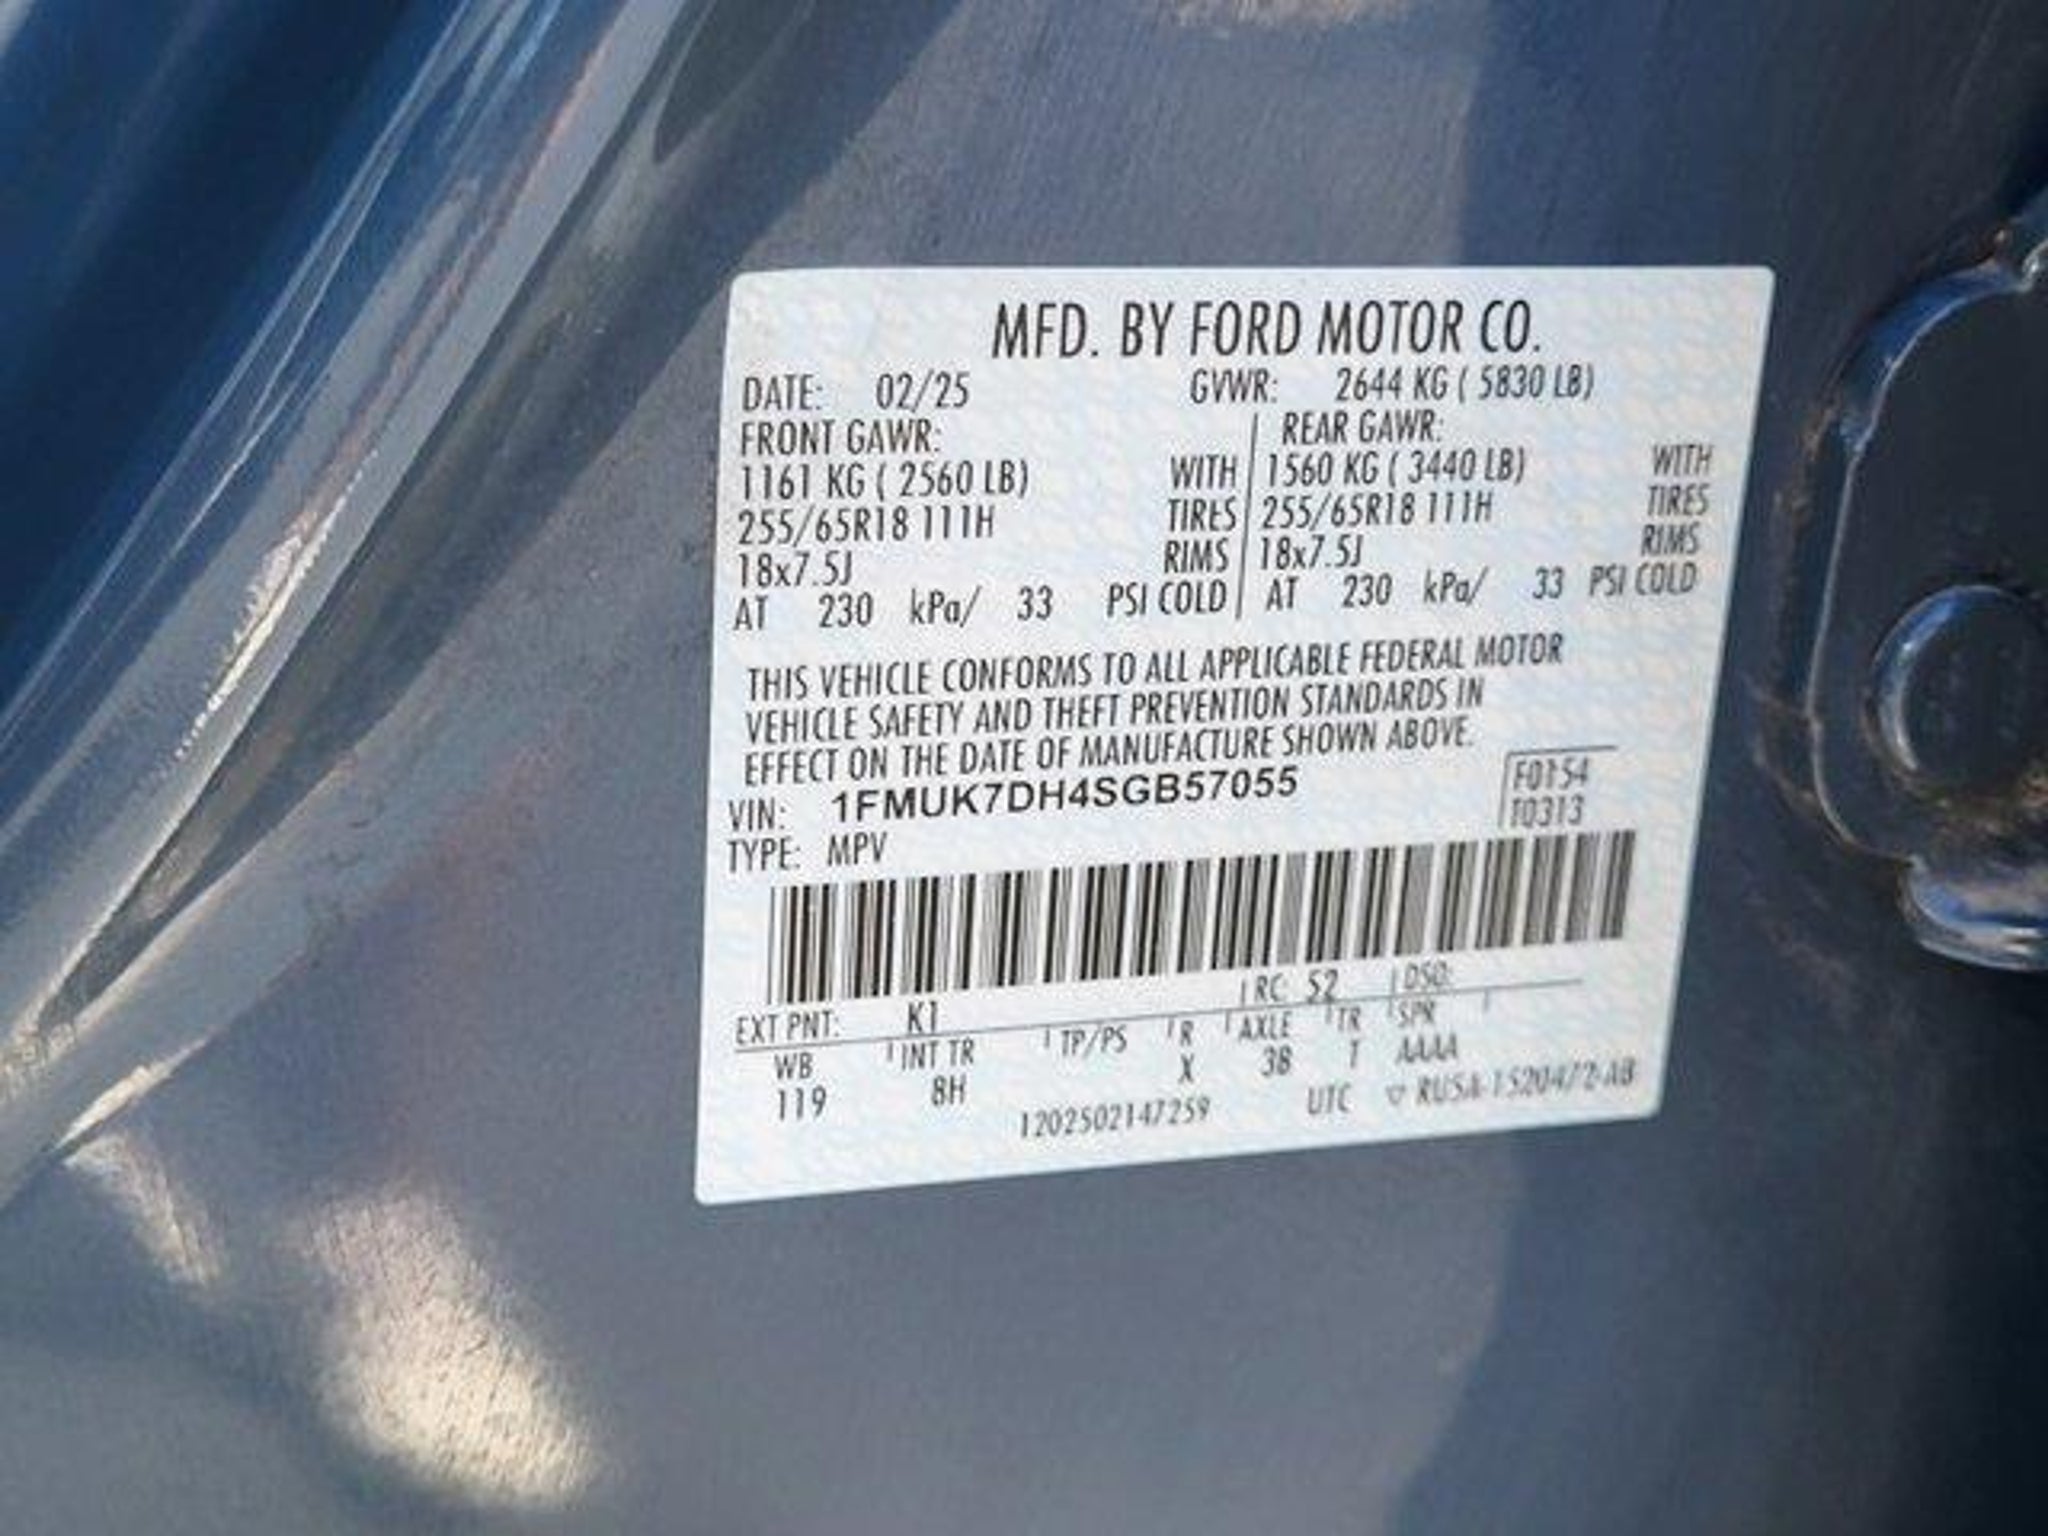 MFD. BY FORD MOTOR CO.
DATE: 02/25 GVWR: 2644 KG ( 5830 LB)
FRONT GAWR: REAR GAWR:
1161 KG ( 2560 LB) WITH 1560 KG ( 3440 LB) WITH
255/65R18 111H TIRES 255/65R18 111H TIRES
18x7.5J RIMS 18x7.5J RIMS
AT 230 kPa/ 33 PSI COLD AT 230 kPa/ 33 PSI COLD
THIS VEHICLE CONFORMS TO ALL APPLICABLE FEDERAL MOTOR
VEHICLE SAFETY AND THEFT PREVENTION STANDARDS IN
EFFECT ON THE DATE OF MANUFACTURE SHOWN ABOVE.
VIN: 1FMUK7DH4SGB57055 F0154
TYPE: MPV T0313
EXT PNT: K1 RC: 52 DSO:
WB INT TR TP/PS R AXLE TR SPR
119 8H X 38 T AAAA
1202502147259 UTC ▽ RUSA-1520472-AB